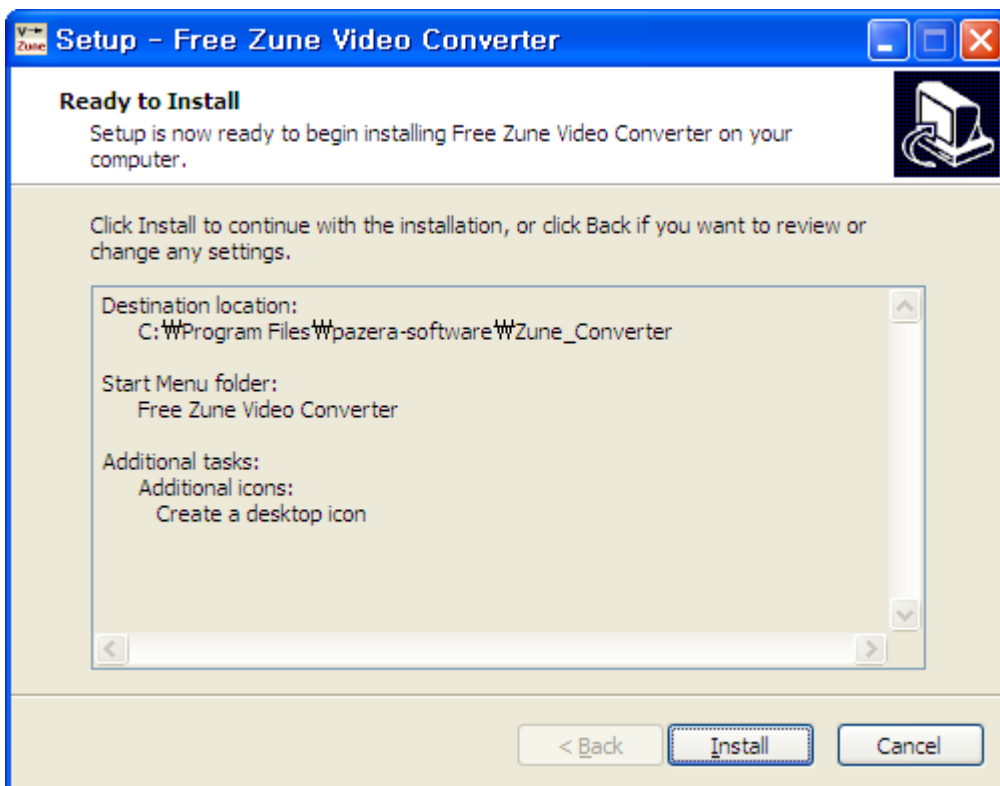 V→
Zune
Setup - Free Zune Video Converter
Ready to Install
Setup is now ready to begin installing Free Zune Video Converter on your
computer.
Click Install to continue with the installation, or click Back if you want to review or
change any settings.
Destination location:
C:₩Program Files₩pazera-software₩Zune_Converter
Start Menu folder:
Free Zune Video Converter
Additional tasks:
Additional icons:
Create a desktop icon
< Back
Install
Cancel